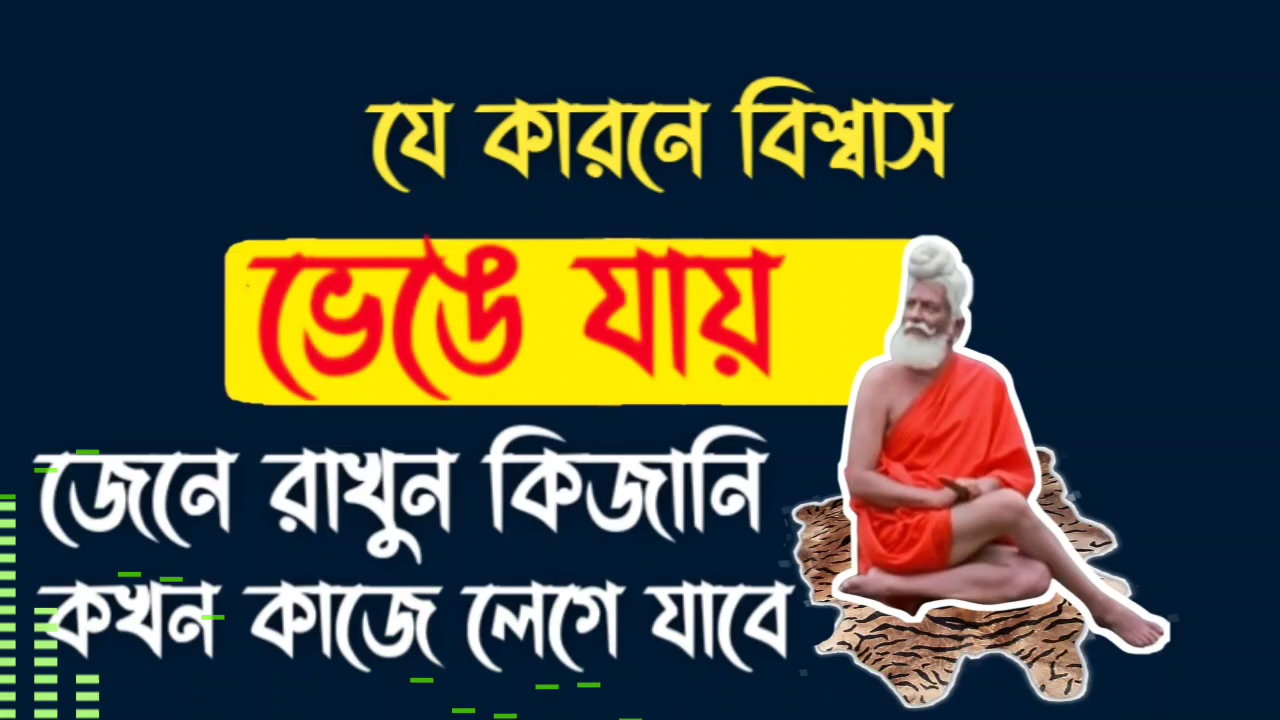 যে কারনে বিশ্বাস
ভেঙে যায়
জেনে রাখুন কিজানি
কখন কাজে লেগে যাবে